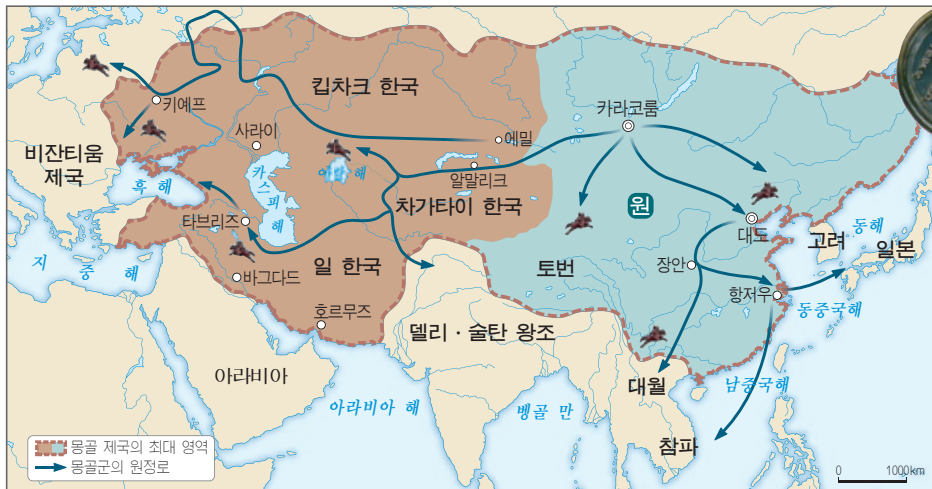 킵차크 한국
카라코룸
키예프
사라이
에밀
비잔티움
제국
흑 해
카스피해
알말리크
차가타이 한국
원
타브리즈
대도
고려
동해
일본
지 중 해
일 한국
토번
장안
바그다드
항저우
동중국해
호르무즈
델리 · 술탄 왕조
아라비아
대월
남중국해
아라비아 해
벵골 만
참파
몽골 제국의 최대 영역
몽골군의 원정로
0 1000km